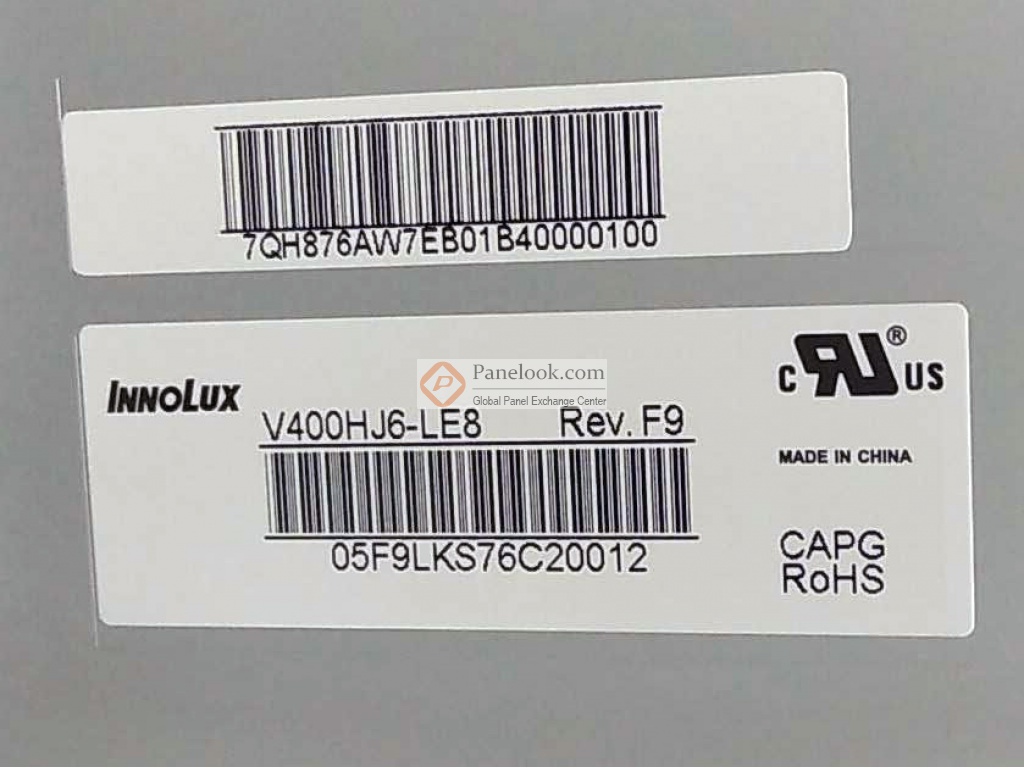 7QH876AW7EB01B40000100
Panelook.com
Global Panel Exchange Center
INNOLUX
V400HJ6-LE8 Rev. F9
05F9LKS76C20012
C RU ® US
MADE IN CHINA
CAPG
RoHS